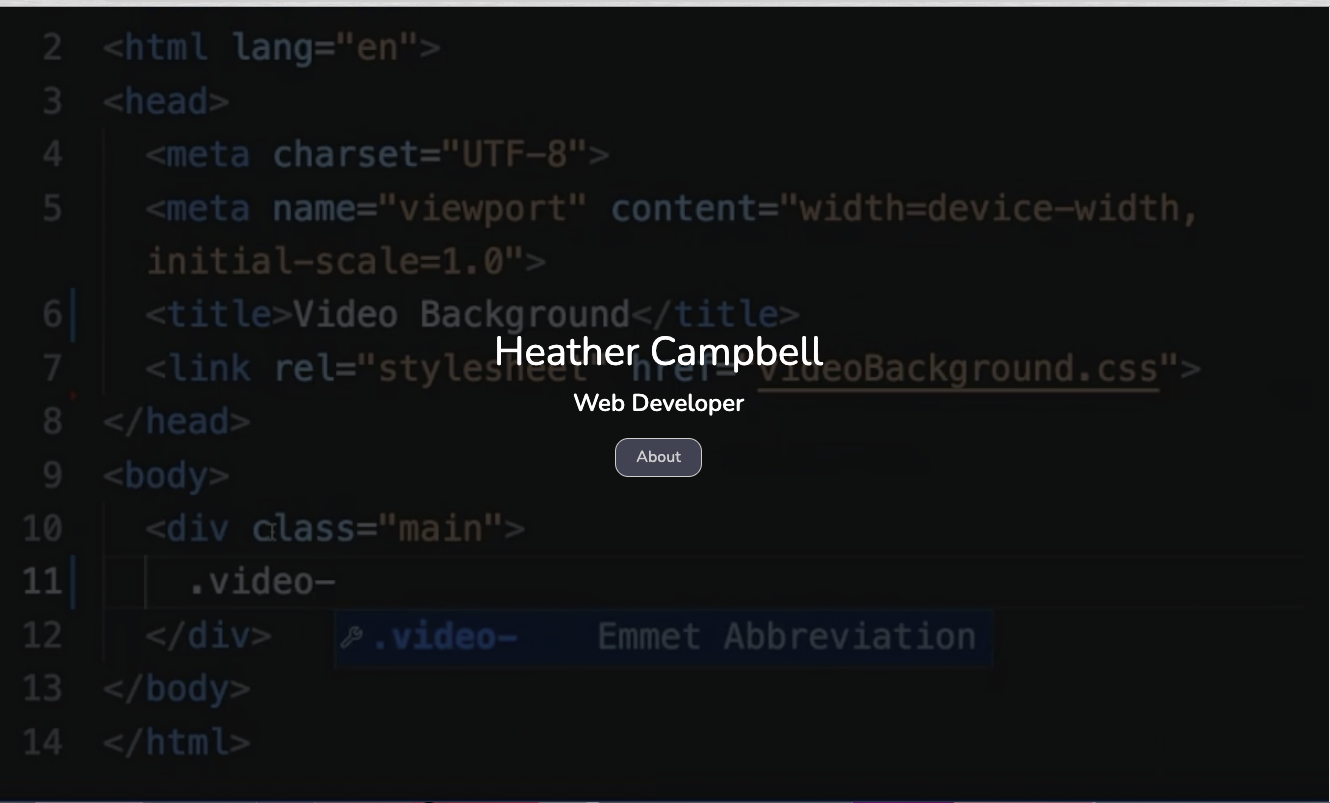 2 <html lang="en">
3 <head>
4 <meta charset="UTF-8">
5 <meta name="viewport" content="width=device-width,
initial-scale=1.0">
6 <title>Video Background</title>
Heather Campbell
7 <link rel="stylesheet" href="videoBackground.css">
Web Developer
8 </head>
About
9 <body>
10 <div class="main">
11 .video-
12 </div>
.video- Emmet Abbreviation
13 </body>
14 </html>